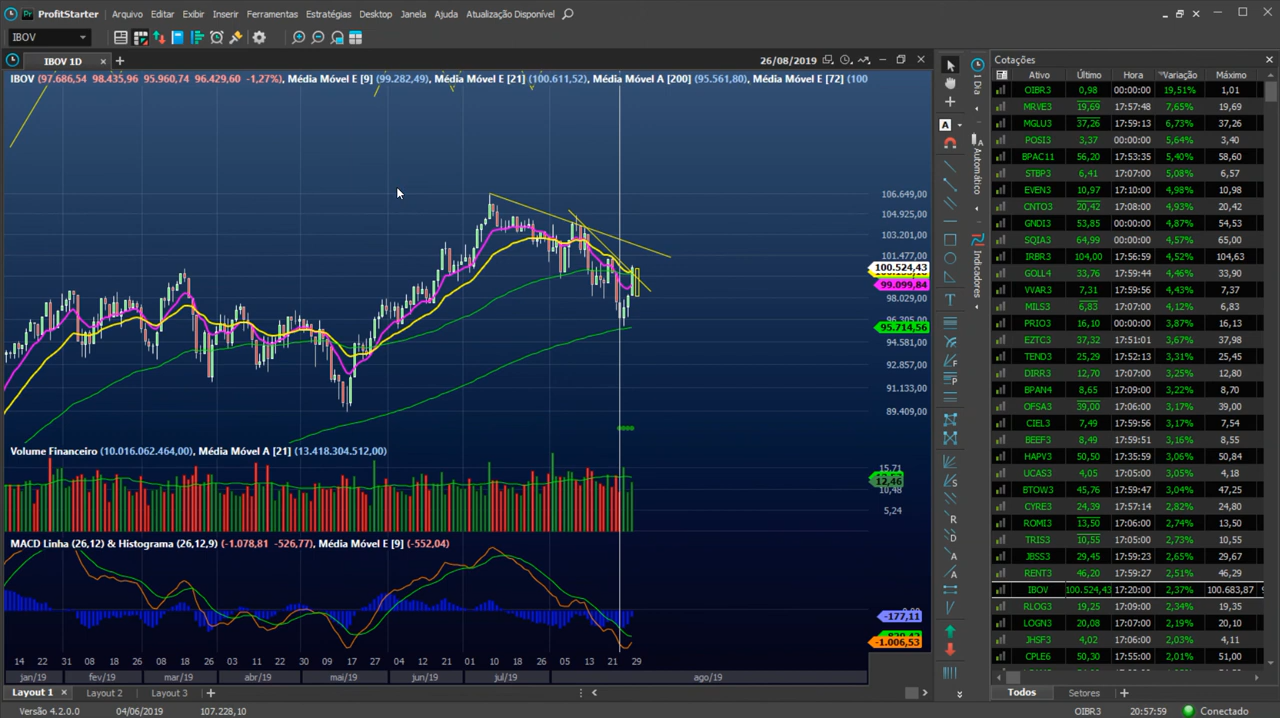 ProfitStarter Arquivo Editar Exibir Inserir Ferramentas Estratégias Desktop Janela Ajuda Atualização Disponível
IBOV
IBOV 1D
IBOV (97.686,54 98.435,96 95.960,74 96.429,60 -1,27%), Média Móvel E [9] (99.282,49), Média Móvel E [21] (100.611,52), Média Móvel A [200] (95.561,80), Média Móvel E [72] (100
26/08/2019
106.649,00
104.925,00
103.201,00
101.477,00
100.524,43
99.099,84
98.029,00
96.305,00
95.714,56
94.581,00
92.857,00
91.133,00
89.409,00
Volume Financeiro (10.016.062.464,00), Média Móvel A [21] (13.418.304.512,00)
15,71
12,46
10,48
5,24
MACD Linha (26,12) & Histograma (26,12,9) (-1.078,81 -526,77), Média Móvel E [9] (-552,04)
-177,11
-1.006,53
14 22 31 08 18 26 08 18 26 03 11 22 30 09 17 27 04 12 24 02 10 18 26 05 13 21 29
jan/19 fev/19 mar/19 abr/19 mai/19 jun/19 jul/19 ago/19
Layout 1 Layout 2 Layout 3
Versão 4.2.0.0 04/06/2019 107.228,10 OIBR3 20:57:59 Conectado
1 Dia
Automático
Indicadores
Cotações
Ativo Último Hora Variação Máximo
OIBR3 0,98 00:00:00 19,51% 1,01
MRVE3 19,69 17:57:48 7,65% 19,69
MGLU3 37,26 17:59:13 6,73% 37,26
POSI3 3,37 00:00:00 5,40% 3,40
BPAC11 56,20 17:53:35 5,40% 58,60
STBP3 6,41 17:07:00 5,08% 6,57
EVEN3 10,97 17:10:00 4,98% 10,98
CNTO3 20,42 17:08:00 4,93% 20,42
GNDI3 53,85 17:59:45 4,87% 54,53
SQIA3 64,99 17:07:00 4,57% 65,00
IRBR3 104,00 17:56:59 4,52% 104,63
GOLL4 33,76 17:59:44 4,46% 33,90
VVAR3 7,31 17:59:56 4,43% 7,37
MILS3 6,83 17:07:00 4,12% 6,83
PRIO3 16,10 00:00:00 3,87% 16,13
EZTC3 37,32 17:51:01 3,67% 37,98
TEND3 25,29 17:52:13 3,31% 25,45
DIRR3 12,70 17:07:00 3,25% 12,80
BPAN4 8,65 17:09:00 3,22% 8,70
OFSA3 39,00 17:06:00 3,17% 39,00
CIEL3 7,49 17:59:56 3,17% 7,54
BEEF3 8,49 17:59:51 3,16% 8,55
HAPV3 50,50 17:35:59 3,06% 50,84
UCAS3 4,05 17:05:00 3,05% 4,18
BTOW3 45,76 17:59:47 3,04% 47,25
CYRE3 24,39 17:57:14 2,82% 24,80
ROMI3 13,50 17:06:00 2,74% 13,50
TRIS3 10,55 17:05:00 2,73% 10,55
JBSS3 29,45 17:59:23 2,65% 29,67
RENT3 46,20 17:59:27 2,51% 46,29
IBOV 100.524,43 17:20:00 2,37% 100.683,87
RLOG3 19,25 17:09:00 2,34% 19,35
LOGN3 20,08 17:07:00 2,19% 20,10
JHSF3 4,02 17:06:00 2,03% 4,11
CPLE6 50,30 17:55:00 2,01% 50,65
Todos Setores